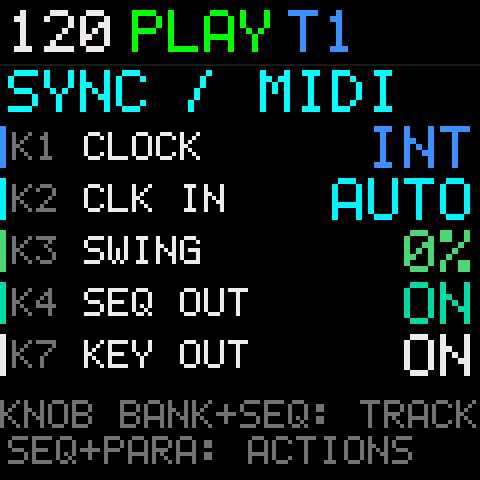 120 PLAY T1
SYNC / MIDI
K1 CLOCK INT
K2 CLK IN AUTO
K3 SWING 0%
K4 SEQ OUT ON
K7 KEY OUT ON
KNOB BANK+SEQ: TRACK
SEQ+PARA: ACTIONS